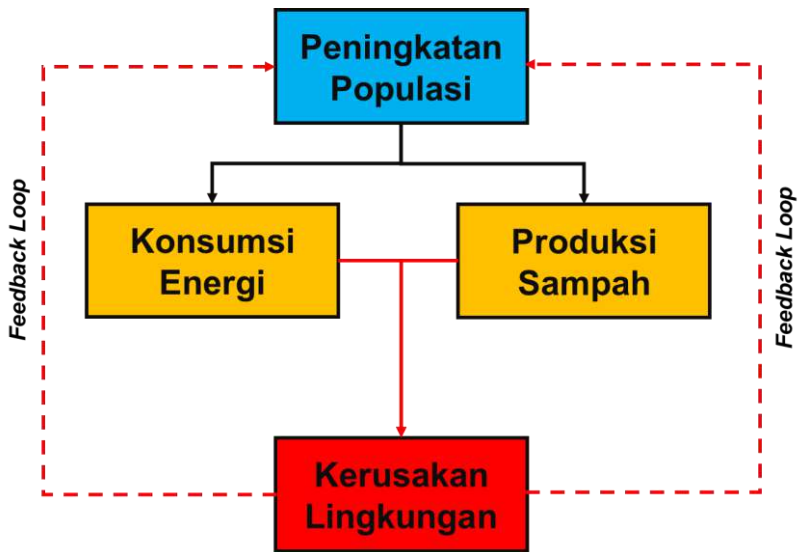 Peningkatan
Populasi
Feedback Loop
Konsumsi
Energi
Produksi
Sampah
Feedback Loop
Kerusakan
Lingkungan